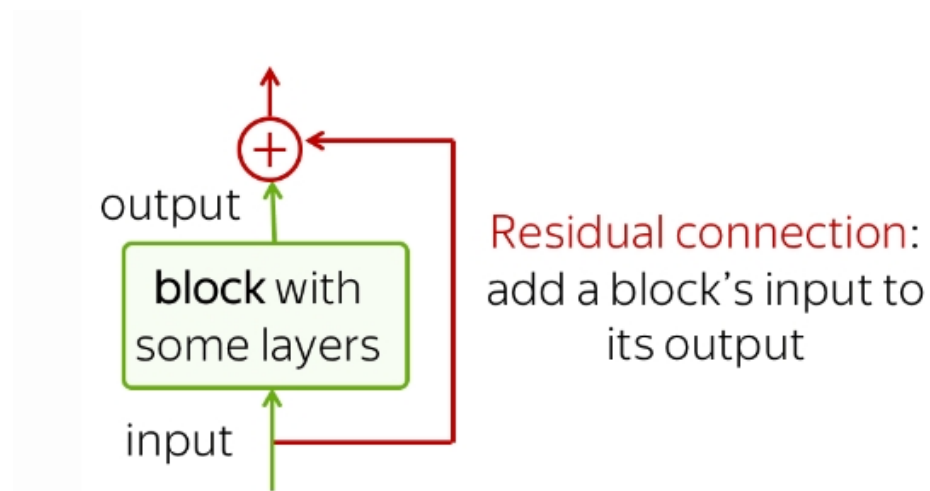 +
output
block with
some layers
input
Residual connection:
add a block’s input to
its output